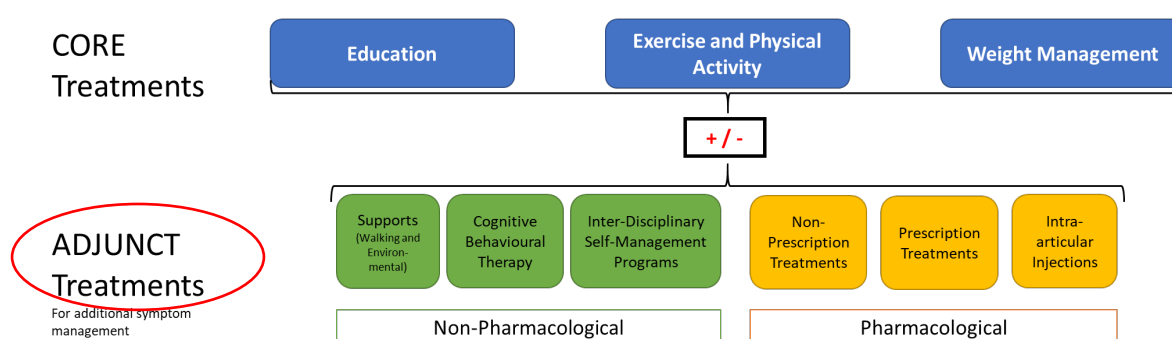 CORE
Treatments
Education
Exercise and Physical
Activity
Weight Management
+ / -
ADJUNCT
Treatments
For additional symptom
management
Supports
(Walking and
Environ-
mental)
Cognitive
Behavioural
Therapy
Inter-Disciplinary
Self-Management
Programs
Non-
Prescription
Treatments
Prescription
Treatments
Intra-
articular
Injections
Non-Pharmacological
Pharmacological